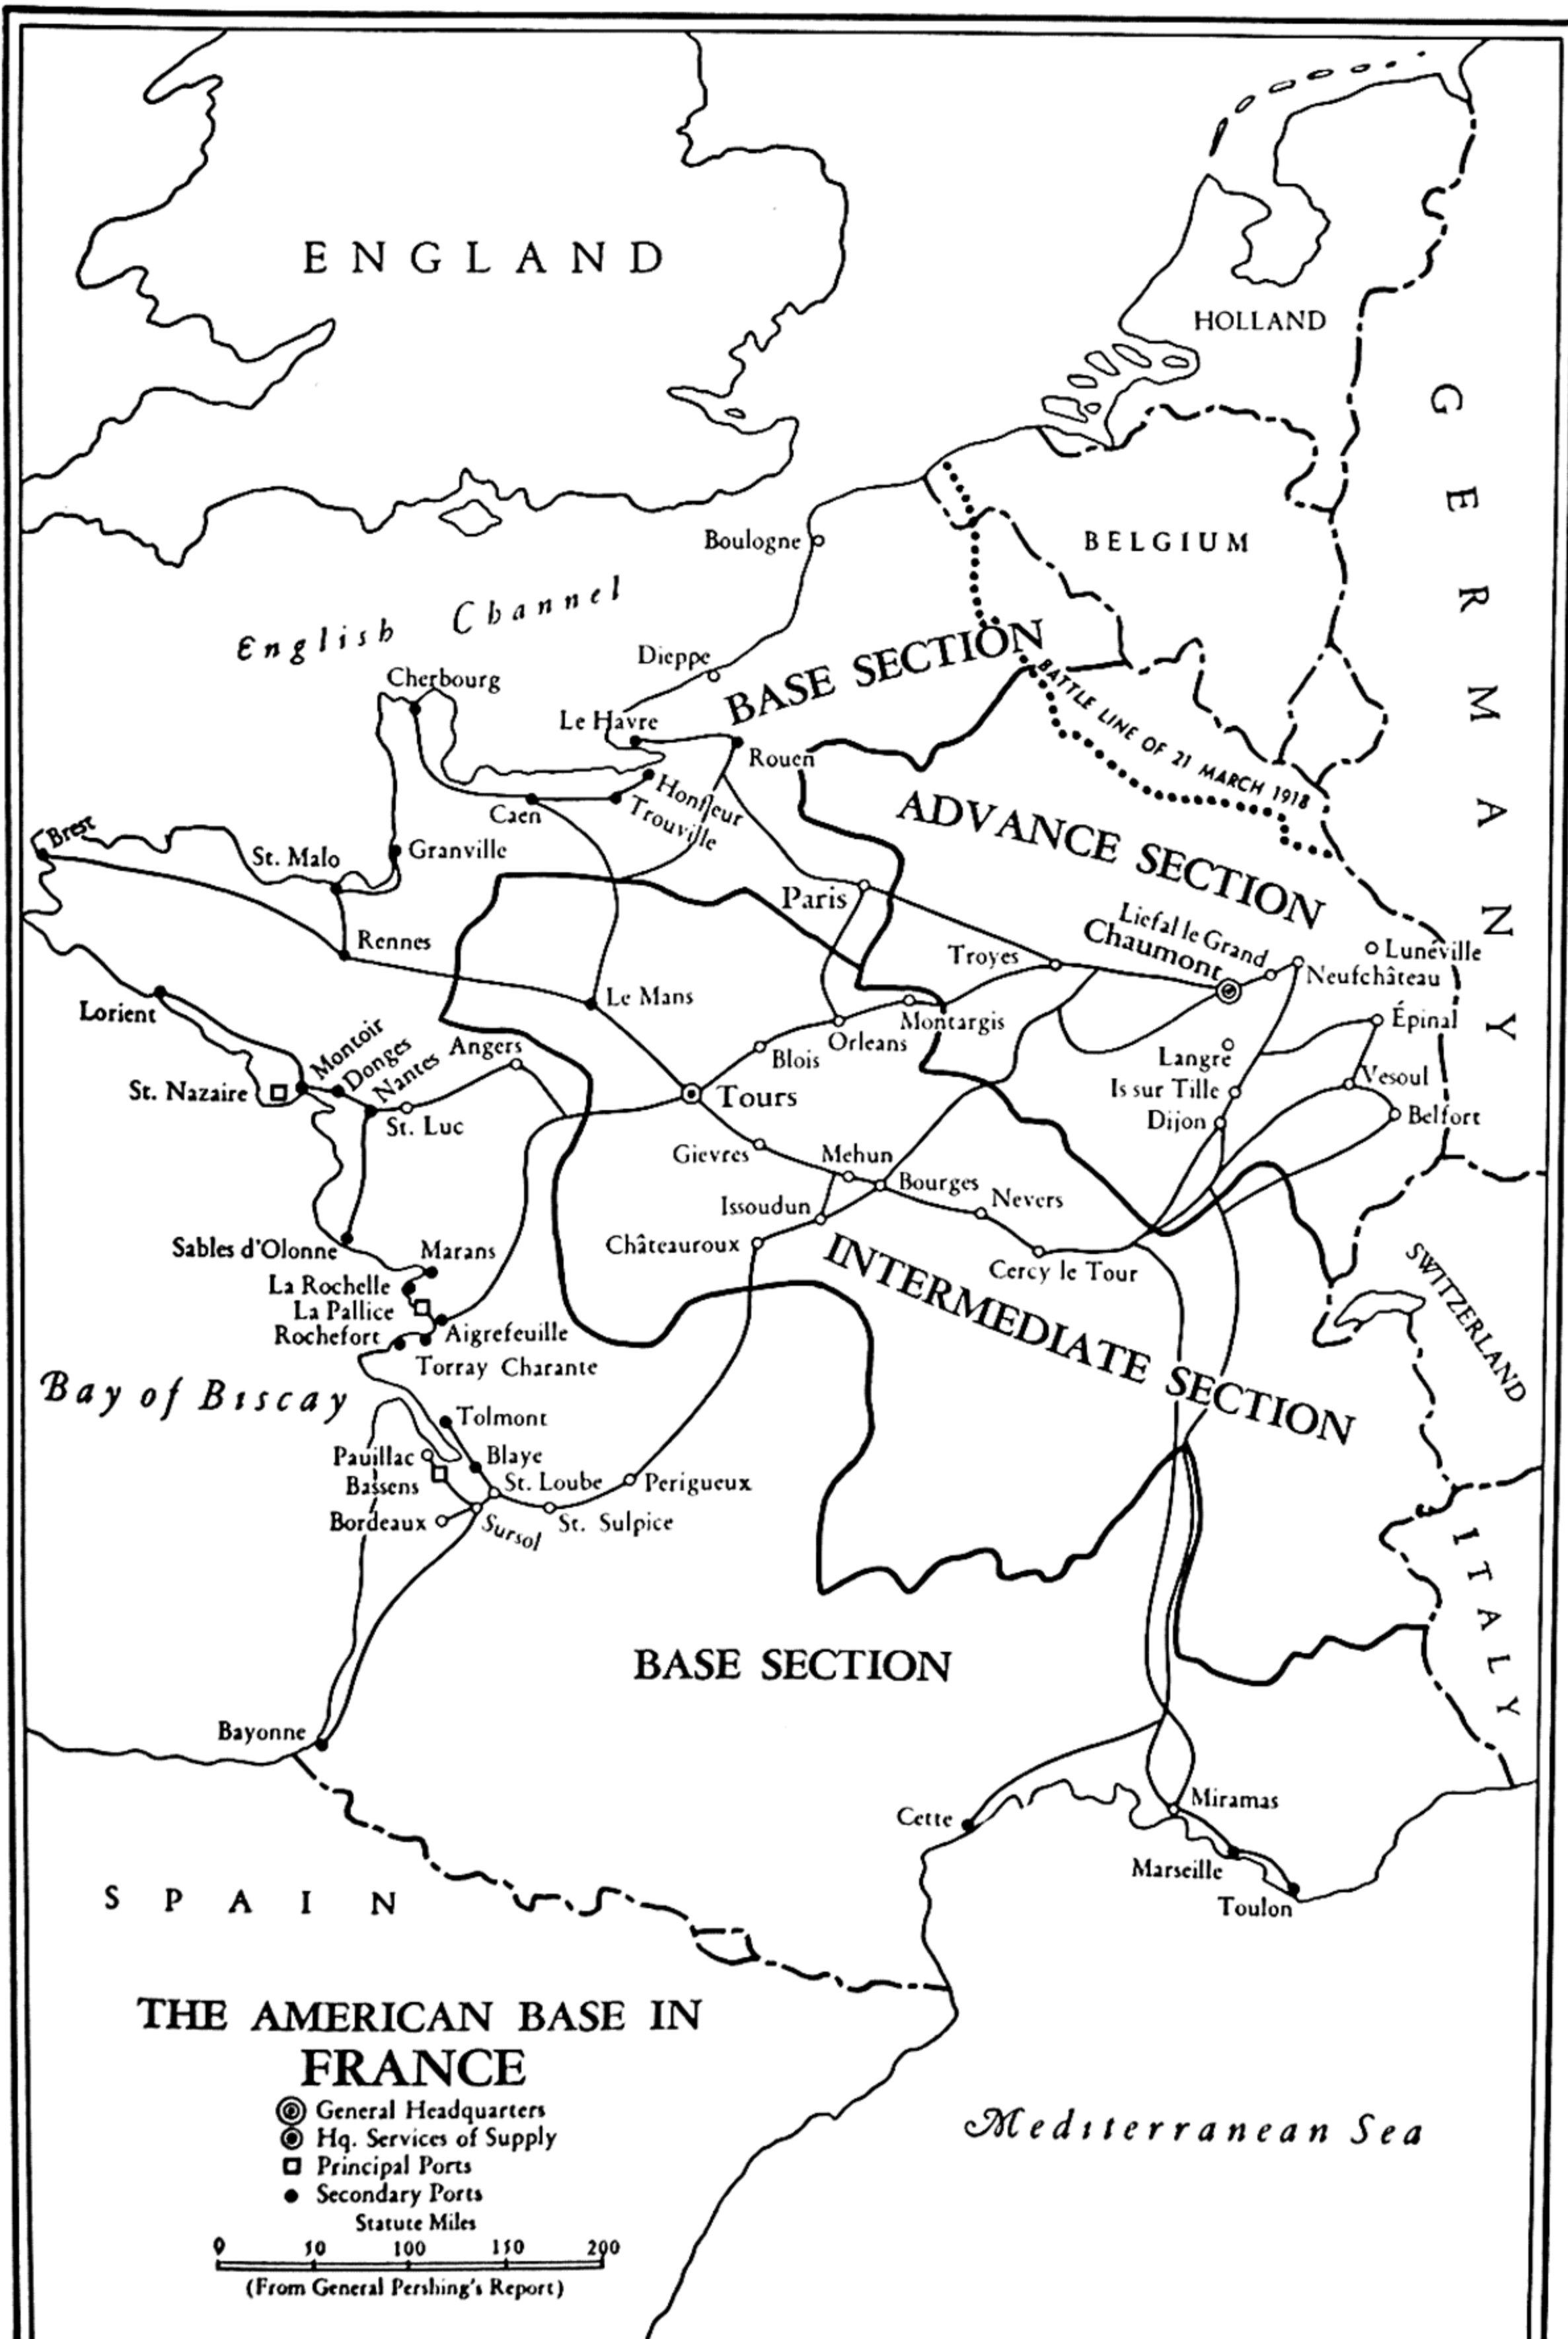 ENGLAND
HOLLAND
GERMANY
BELGIUM
Boulogne
English Channel
Dieppe
BASE SECTION
Cherbourg
BATTLE LINE OF 21 MARCH 1918
Le Havre
Rouen
Honfleur
Trouville
Caen
ADVANCE SECTION
Brest
St. Malo
Granville
Paris
Liefal le Grand
Chaumont
Lunéville
Rennes
Troyes
Neufchâteau
Le Mans
Lorient
Montargis
Épinal
Montoir
Donges
Nantes
Angers
Orleans
Blois
Langre
St. Nazaire
Tours
Is sur Tille
Vesoul
St. Luc
Dijon
Belfort
Gievres
Mehun
Bourges
Nevers
Issoudun
Sables d'Olonne
Marans
Châteauroux
Cercy le Tour
INTERMEDIATE SECTION
SWITZERLAND
La Rochelle
La Pallice
Rochefort
Aigrefeuille
Torray Charante
Bay of Biscay
Tolmont
Pauillac
Blaye
Bassens
St. Loube
Perigueux
Bordeaux
Sursol
St. Sulpice
ITALY
BASE SECTION
Bayonne
Miramas
Cette
Marseille
Toulon
SPAIN
THE AMERICAN BASE IN
FRANCE
General Headquarters
Hq. Services of Supply
Principal Ports
Secondary Ports
Statute Miles
0 50 100 150 200
(From General Pershing's Report)
Mediterranean Sea